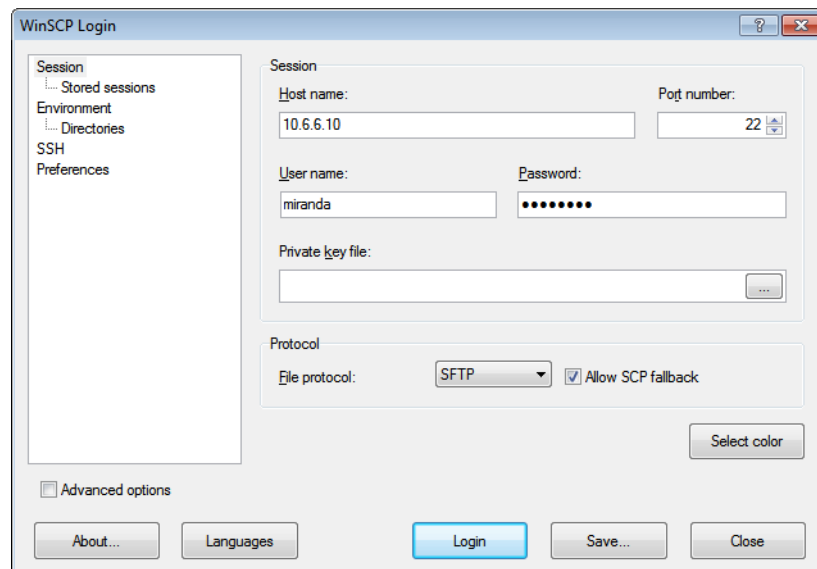 WinSCP Login
Session
Stored sessions
Environment
Directories
SSH
Preferences
Session
Host name: Port number:
10.6.6.10 22
User name: Password:
miranda ••••••••
Private key file:
...
Protocol
File protocol: SFTP Allow SCP fallback
Select color
Advanced options
About... Languages Login Save... Close